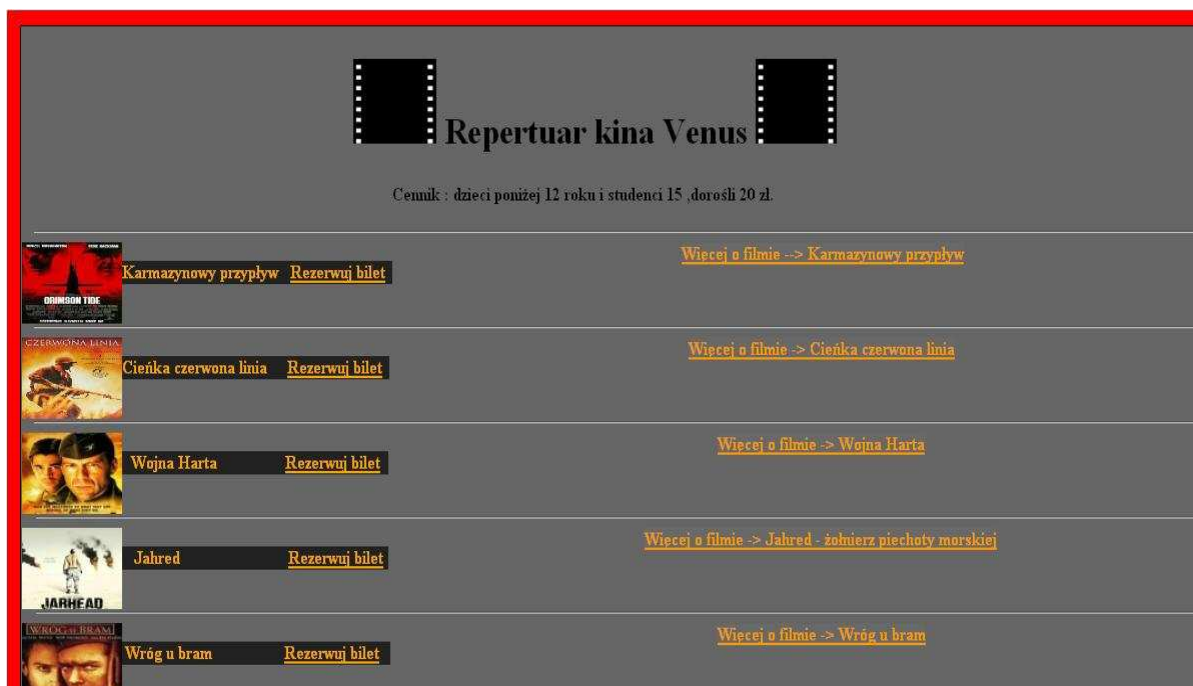 Repertuar kina Venus
Cennik : dzieci poniżej 12 roku i studenci 15 ,dorośli 20 zł.
Więcej o filmie --> Karmazynowy przypływ
Karmazynowy przypływ Rezerwuj bilet
CRIMSON TIDE
Więcej o filmie -> Cieńka czerwona linia
CZERWONA LINIA
Cieńka czerwona linia Rezerwuj bilet
Więcej o filmie -> Wojna Harta
Wojna Harta Rezerwuj bilet
Więcej o filmie -> Jahred - żołnierz piechoty morskiej
Jahred Rezerwuj bilet
JARHEAD
WRÓG U BRAM
Więcej o filmie -> Wróg u bram
Wróg u bram Rezerwuj bilet